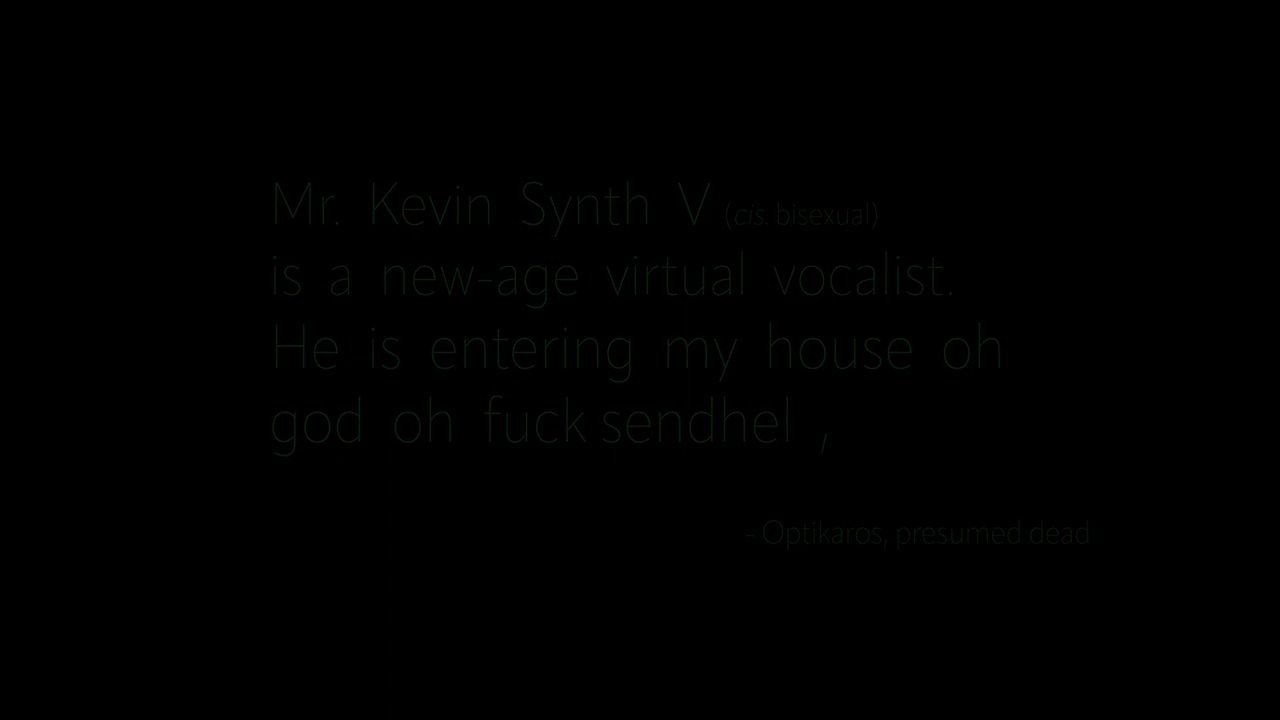 Mr. Kevin Synth V (cis. bisexual)
is a new-age virtual vocalist.
He is entering my house oh
god oh fuck sendhel ,
- Optikaros, presumed dead